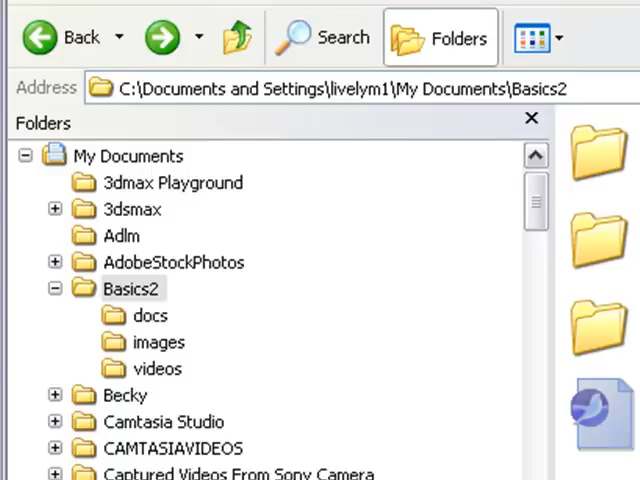 Back Search Folders
Address C:\Documents and Settings\livelym1\My Documents\Basics2
Folders
My Documents
3dmax Playground
3dsmax
Adlm
AdobeStockPhotos
Basics2
docs
images
videos
Becky
Camtasia Studio
CAMTASIAVIDEOS
Captured Videos From Sony Camera